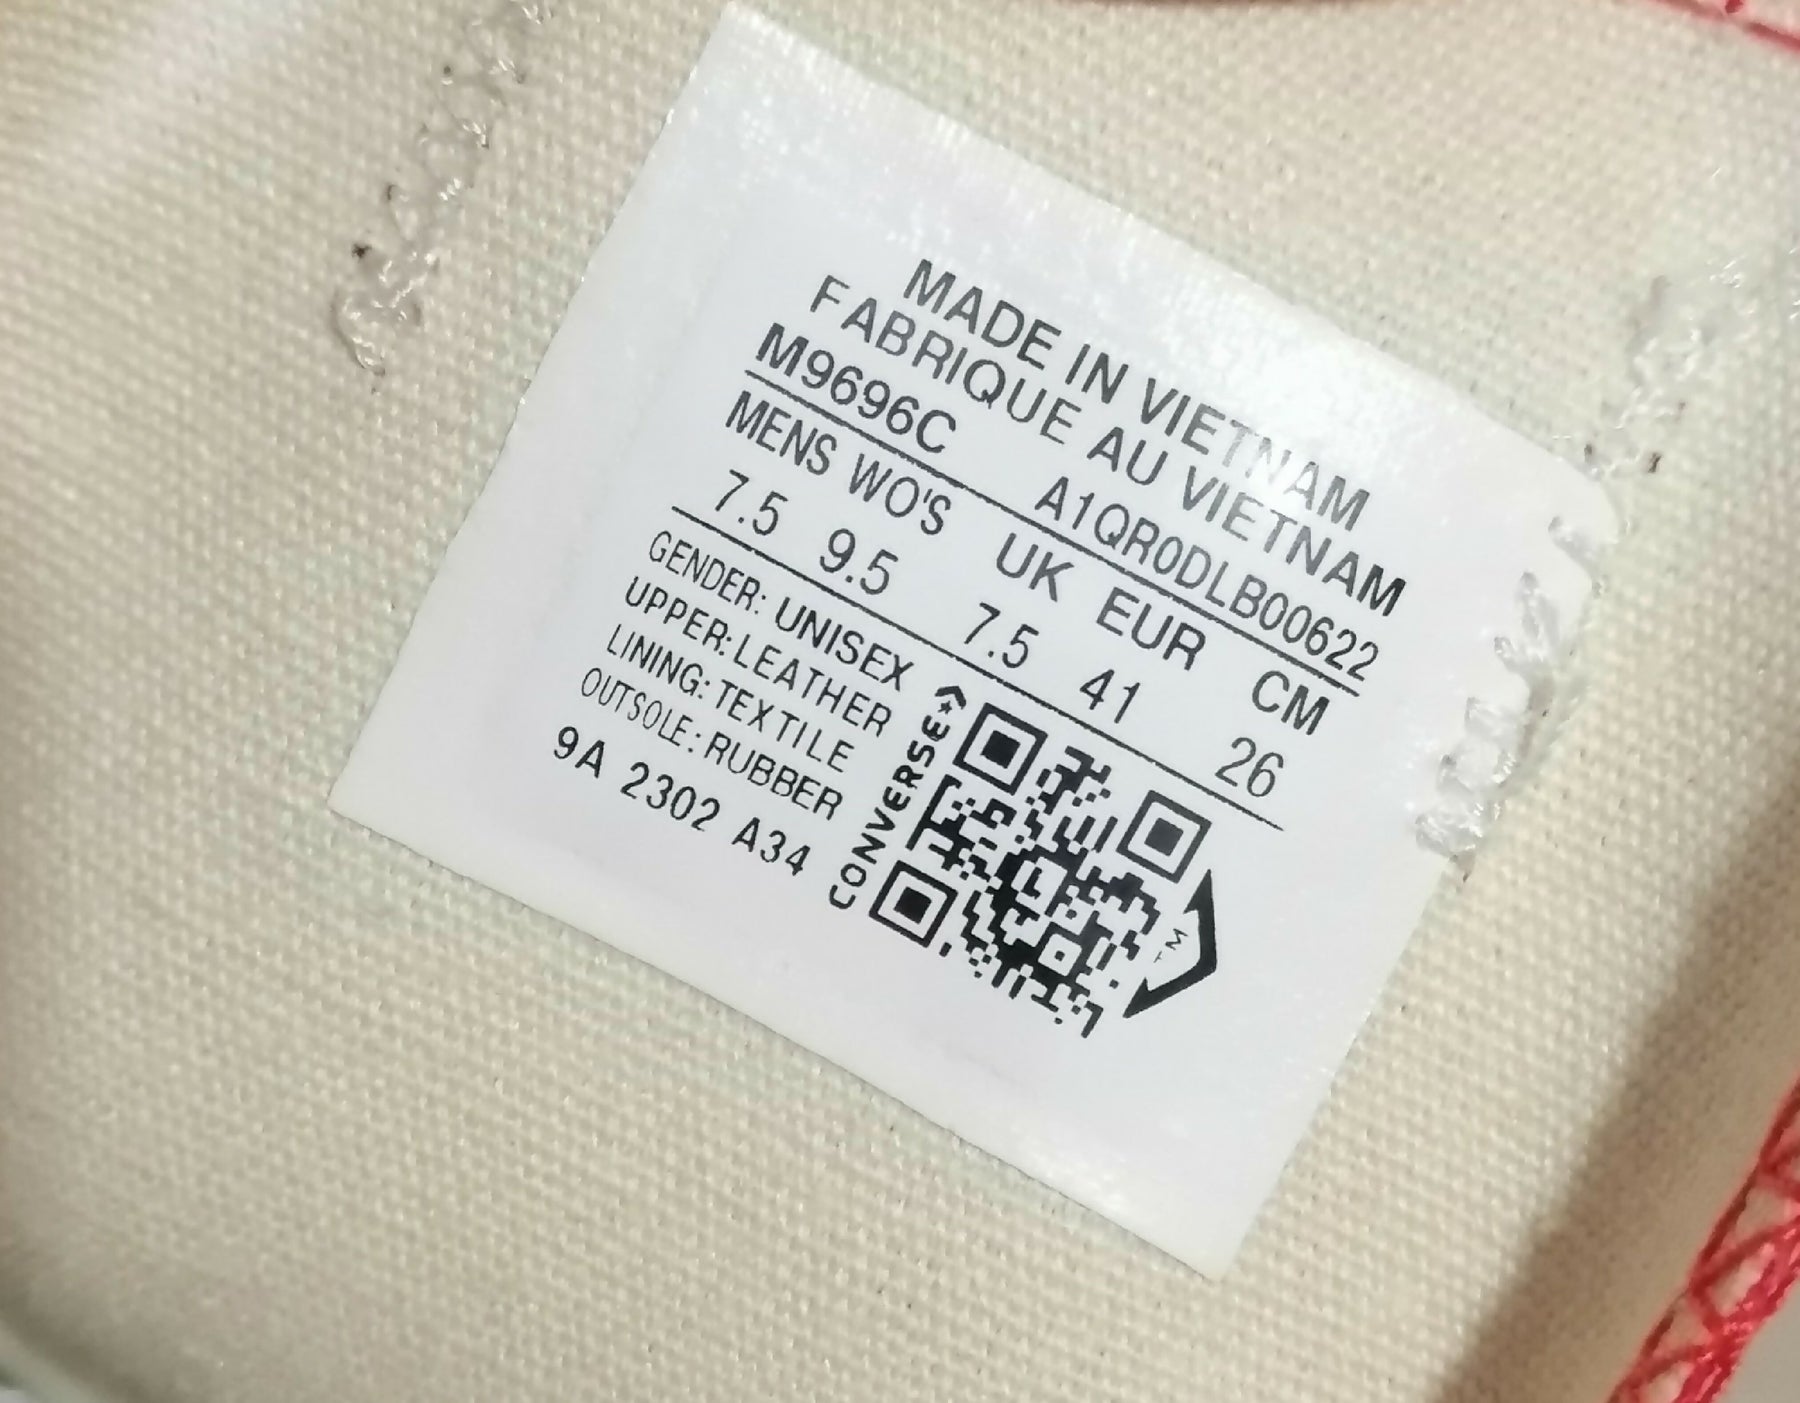 MADE IN VIETNAM
FABRIQUE AU VIETNAM
M9696C A1QR0DLB00622
MENS WO'S UK EUR CM
7.5 9.5 7.5 41 26
GENDER: UNISEX
UPPER: LEATHER
LINING: TEXTILE
OUTSOLE: RUBBER
9A 2302 A34
CONVERSE
TM